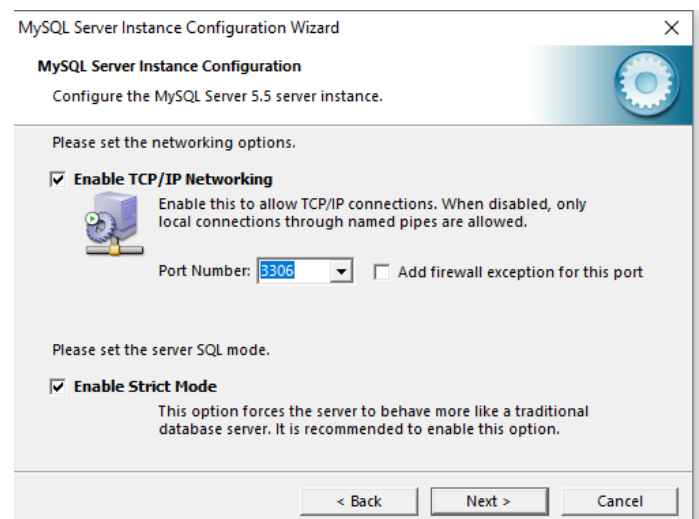 MySQL Server Instance Configuration Wizard
MySQL Server Instance Configuration
Configure the MySQL Server 5.5 server instance.
Please set the networking options.
Enable TCP/IP Networking
Enable this to allow TCP/IP connections. When disabled, only
local connections through named pipes are allowed.
Port Number: 3306 Add firewall exception for this port
Please set the server SQL mode.
Enable Strict Mode
This option forces the server to behave more like a traditional
database server. It is recommended to enable this option.
< Back Next > Cancel